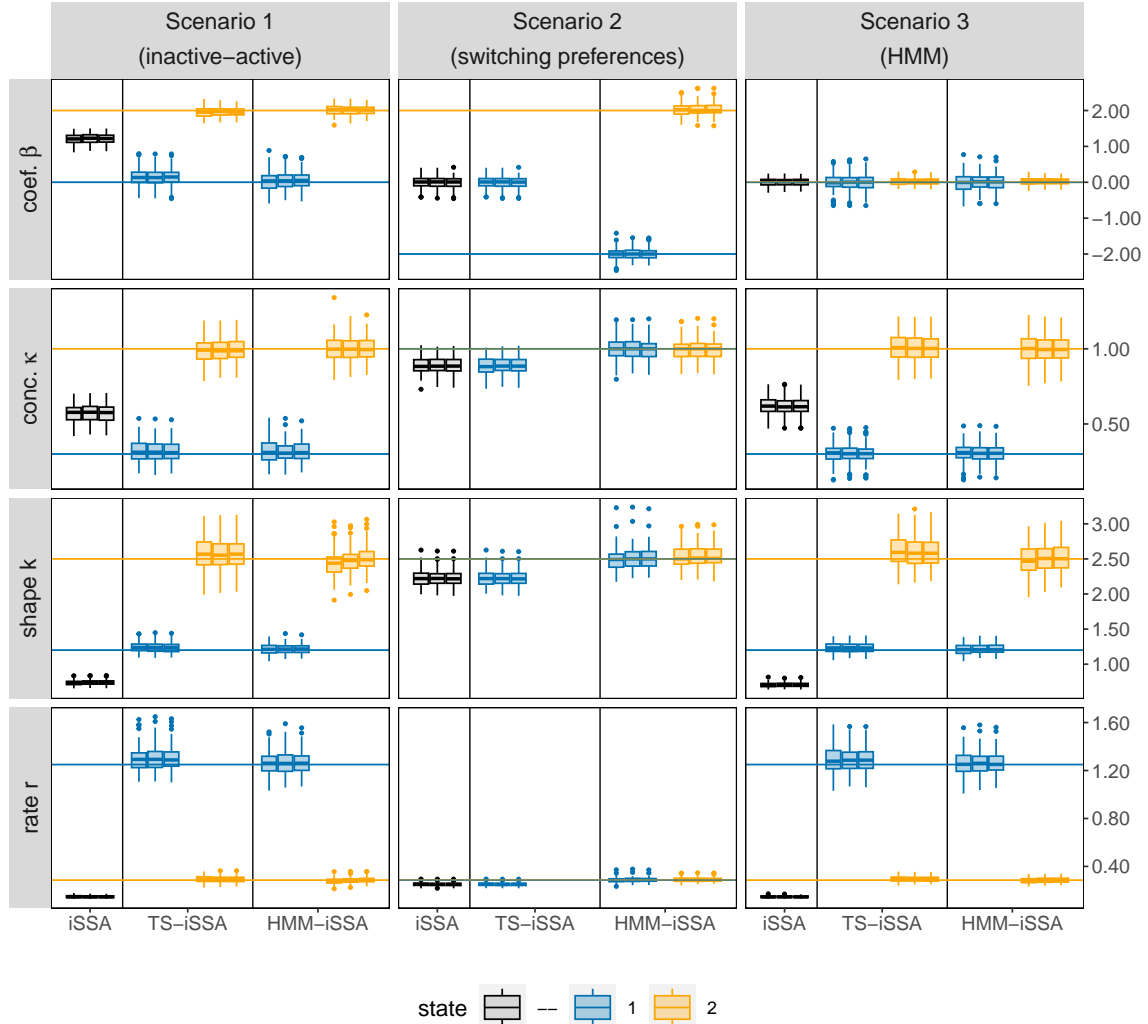 Scenario 1
(inactive−active)
Scenario 2
(switching preferences)
Scenario 3
(HMM)
coef. β
2.00
1.00
0.00
−1.00
−2.00
conc. κ
1.00
0.50
shape k
3.00
2.50
2.00
1.50
1.00
rate r
1.60
1.20
0.80
0.40
iSSA
TS−iSSA
HMM−iSSA
iSSA
TS−iSSA
HMM−iSSA
iSSA
TS−iSSA
HMM−iSSA
state −− 1 2